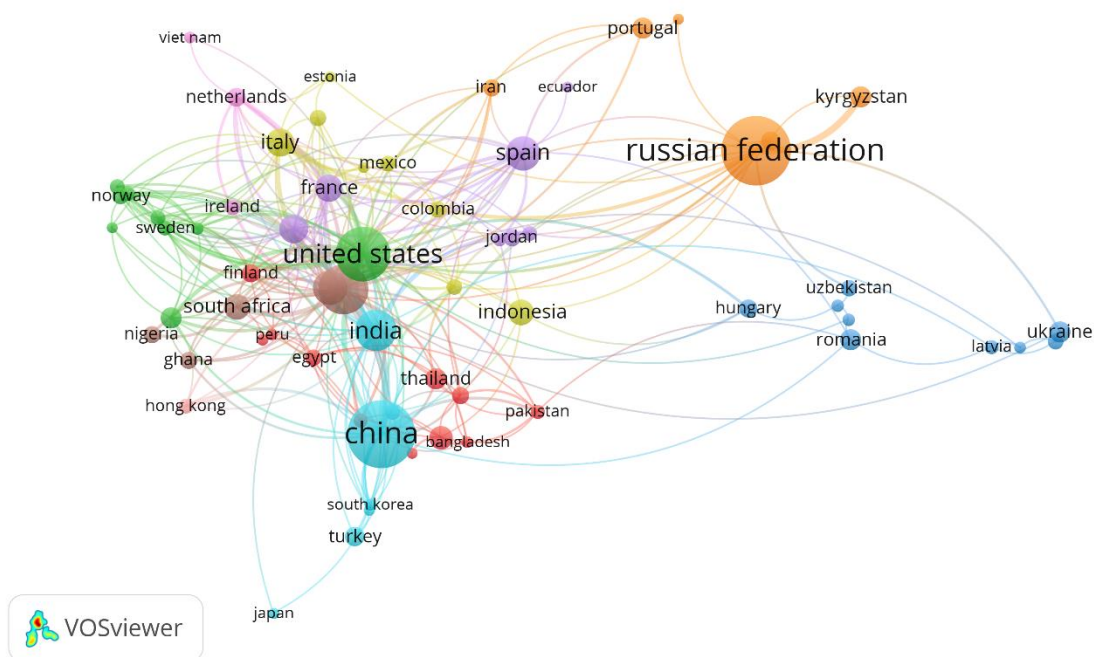 portugal
viet nam
estonia
iran
ecuador
netherlands
kyrgyzstan
italy
spain
russian federation
mexico
france
norway
ireland
colombia
sweden
jordan
united states
finland
uzbekistan
south africa
indonesia
hungary
nigeria
peru
india
romania
latvia
ukraine
ghana
egypt
thailand
hong kong
pakistan
china
bangladesh
south korea
turkey
japan
VOSviewer